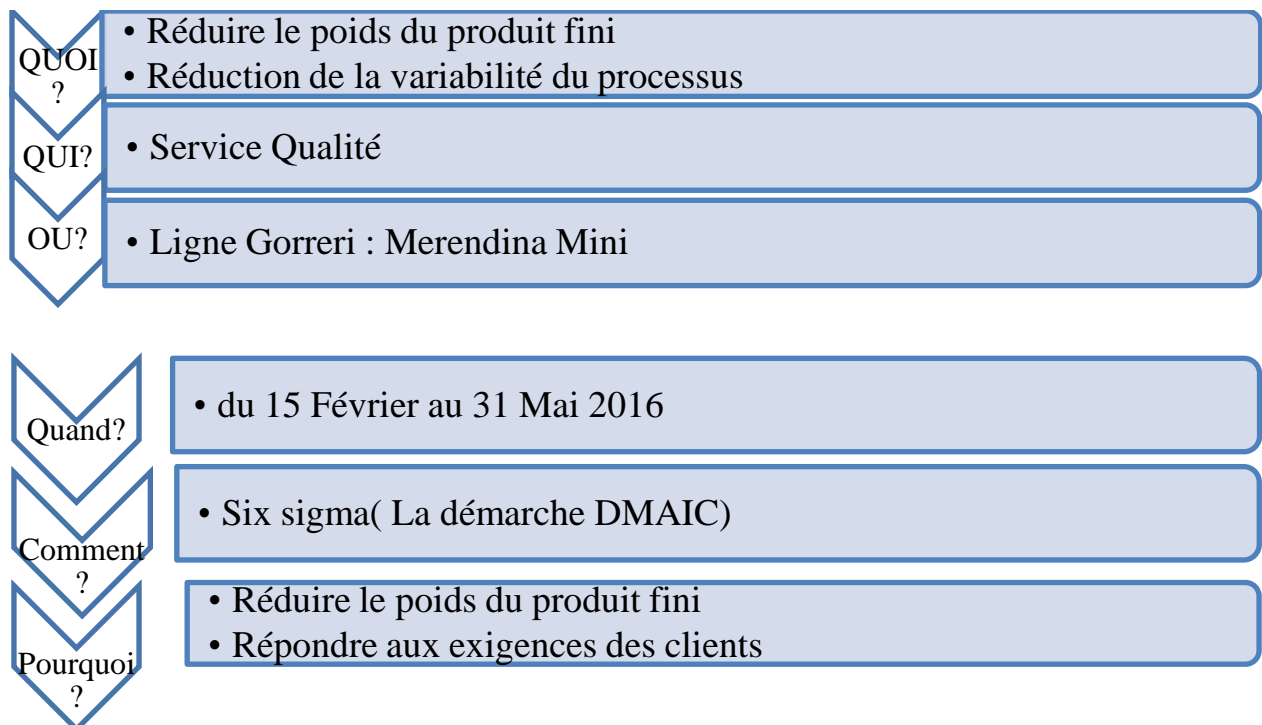 QUOI
?
• Réduire le poids du produit fini
• Réduction de la variabilité du processus
QUI?
• Service Qualité
OU?
• Ligne Gorreri : Merendina Mini
Quand?
• du 15 Février au 31 Mai 2016
Comment
?
• Six sigma( La démarche DMAIC)
Pourquoi
?
• Réduire le poids du produit fini
• Répondre aux exigences des clients